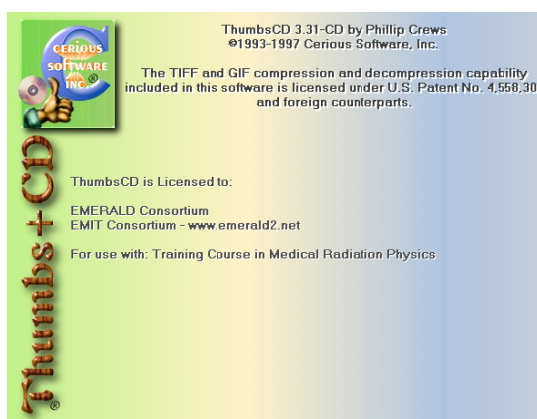 CERIOUS
SOFTWARE
INC.®
ThumbsCD 3.31-CD by Phillip Crews
©1993-1997 Cerious Software, Inc.
The TIFF and GIF compression and decompression capability
included in this software is licensed under U.S. Patent No. 4,558,30
and foreign counterparts.
Thumbs+CD®
ThumbsCD is Licensed to:
EMERALD Consortium
EMIT Consortium - www.emerald2.net
For use with: Training Course in Medical Radiation Physics